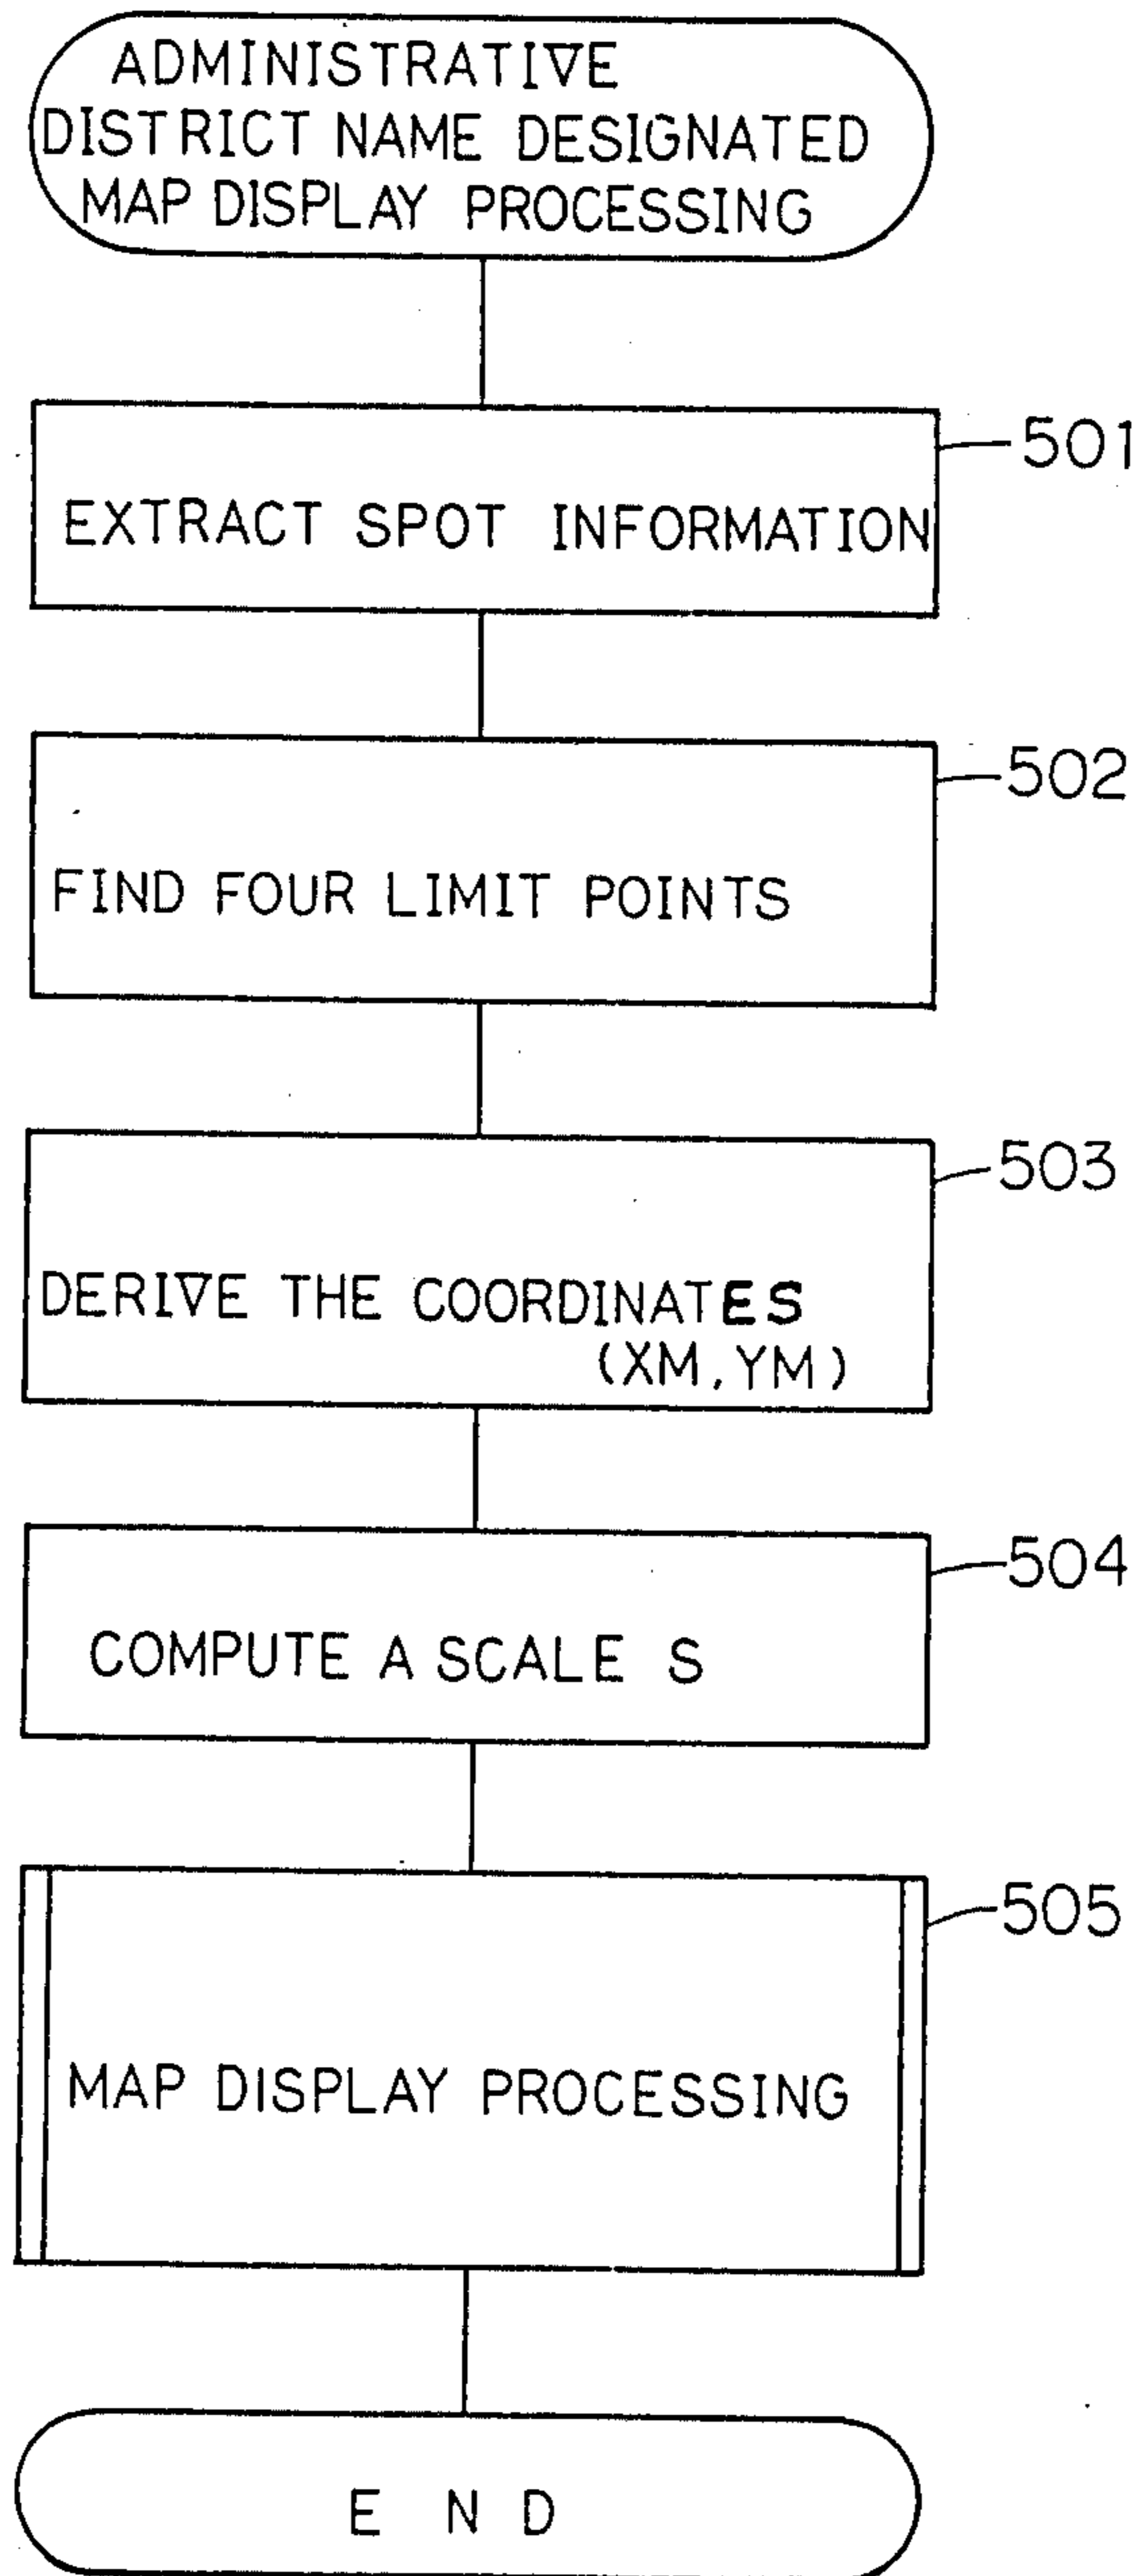 ADMINISTRATIVE
DISTRICT NAME DESIGNATED
MAP DISPLAY PROCESSING
501
EXTRACT SPOT INFORMATION
502
FIND FOUR LIMIT POINTS
503
DERIVE THE COORDINATES
(XM, YM)
504
COMPUTE A SCALE S
505
MAP DISPLAY PROCESSING
E N D